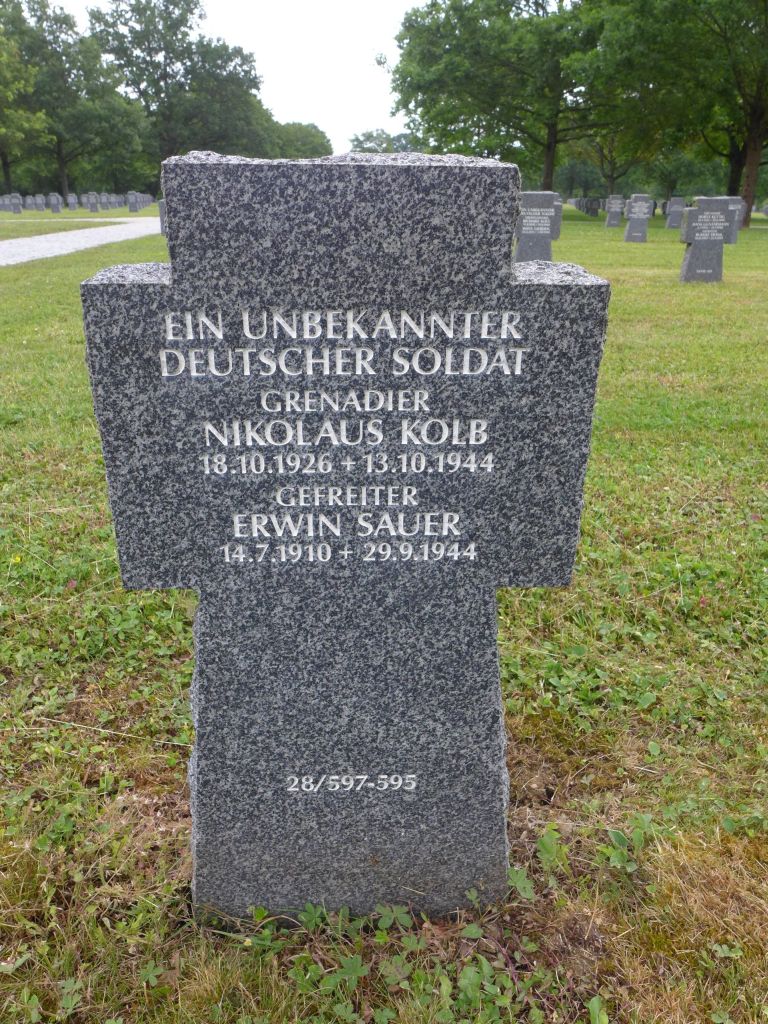 EIN UNBEKANNTER
DEUTSCHER SOLDAT
GRENADIER
NIKOLAUS KOLB
18.10.1926 + 13.10.1944
GEFREITER
ERWIN SAUER
14.7.1910 + 29.9.1944
28/597-595